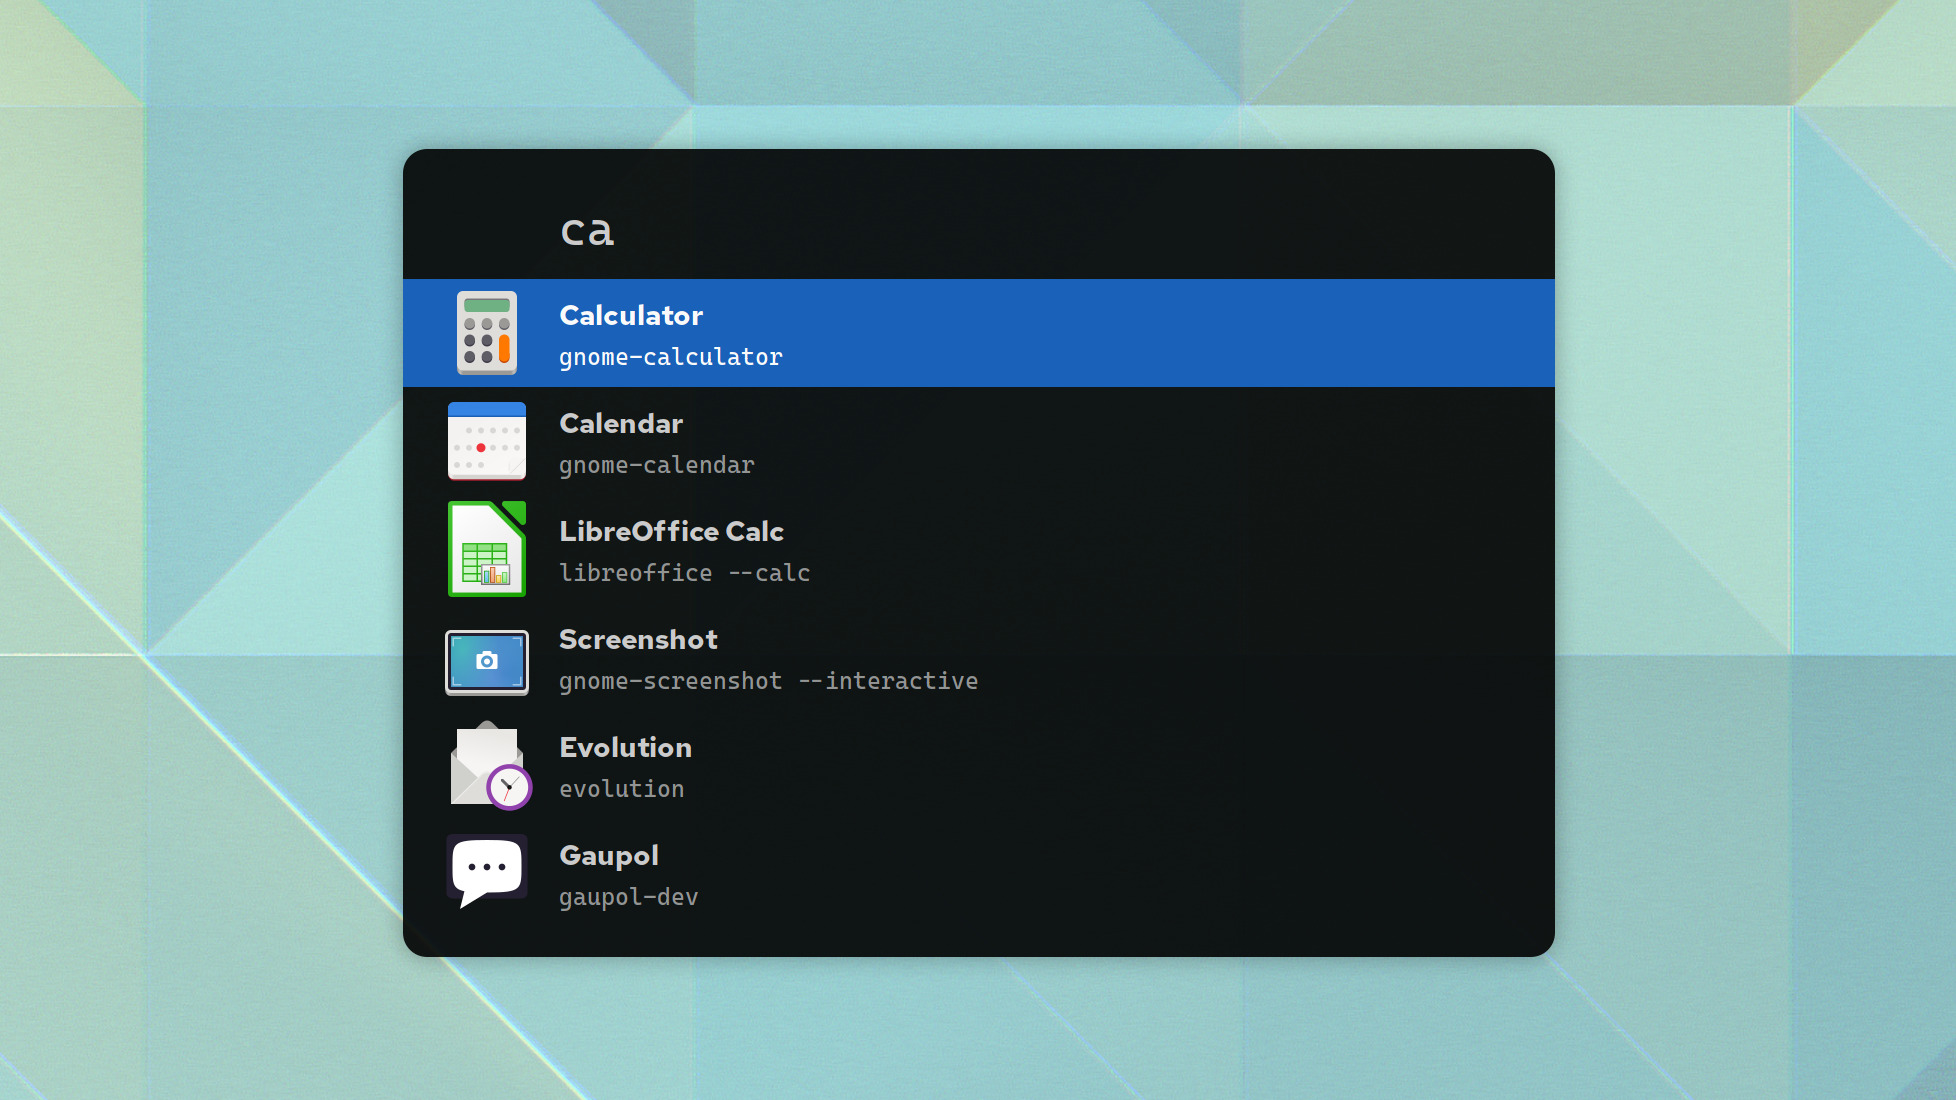 ca
Calculator
gnome-calculator
Calendar
gnome-calendar
LibreOffice Calc
libreoffice --calc
Screenshot
gnome-screenshot --interactive
Evolution
evolution
Gaupol
gaupol-dev